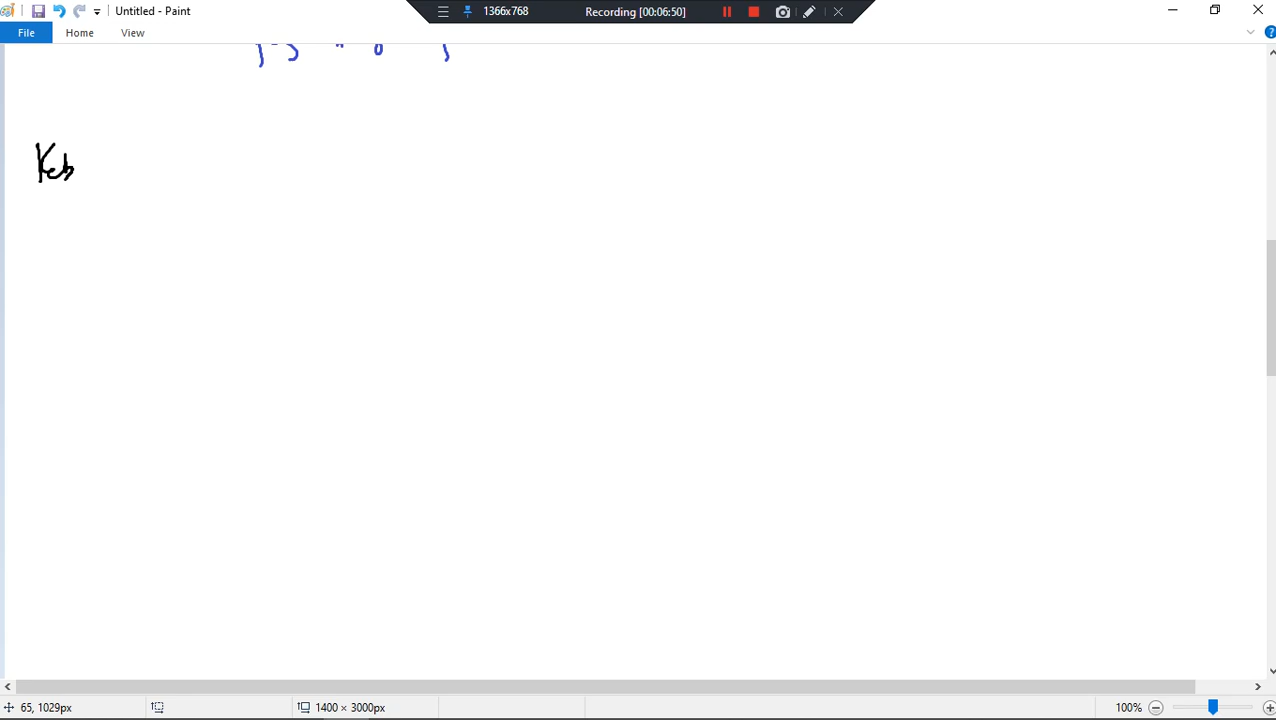 Untitled - Paint
1366x768
Recording [00:06:50]
File
Home
View
Keb
65, 1029px
1400 × 3000px
100%